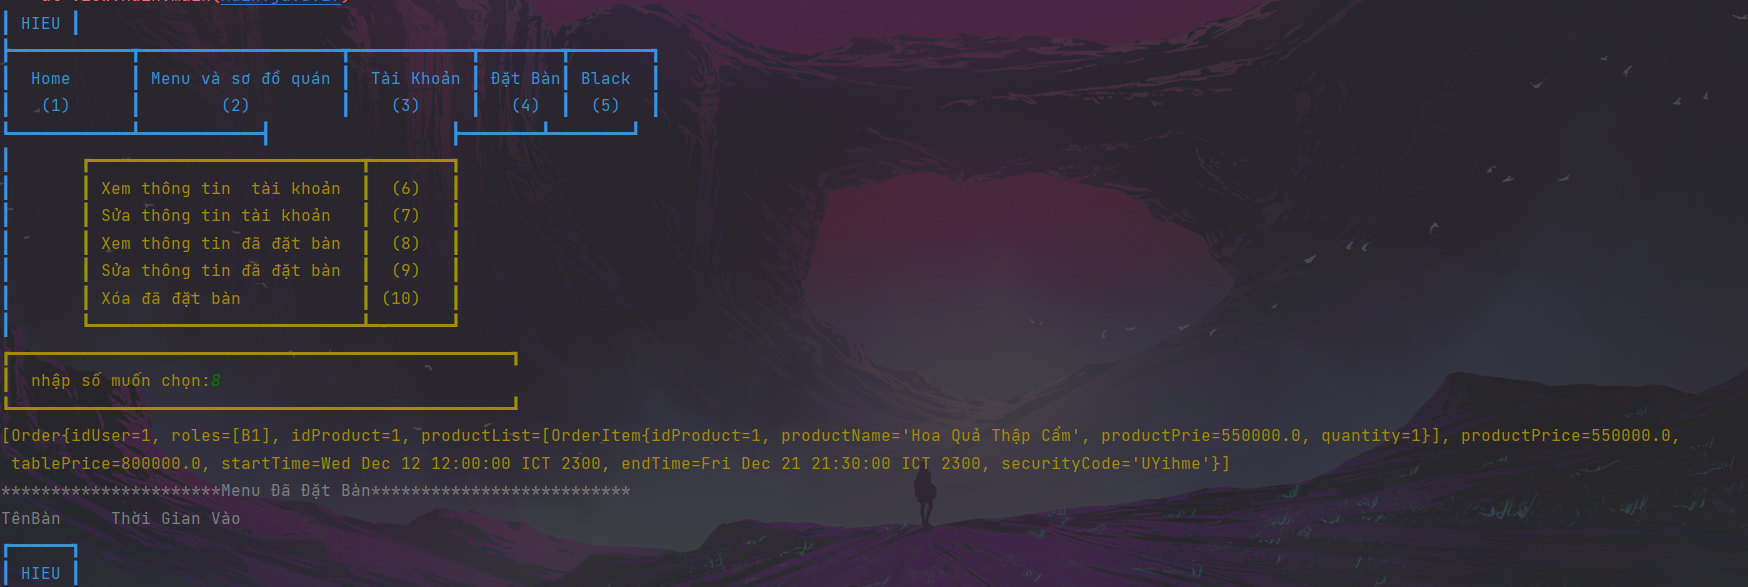 HIEU
Home Menu và sơ đồ quán Tài Khoản Đặt Bàn Black
(1) (2) (3) (4) (5)
Xem thông tin tài khoản (6)
Sửa thông tin tài khoản (7)
Xem thông tin đã đặt bàn (8)
Sửa thông tin đã đặt bàn (9)
Xóa đã đặt bàn (10)
nhập số muốn chọn:8
[Order{idUser=1, roles=[B1], idProduct=1, productList=[OrderItem{idProduct=1, productName='Hoa Quả Thập Cẩm', productPrie=550000.0, quantity=1}], productPrice=550000.0,
tablePrice=800000.0, startTime=Wed Dec 12 12:00:00 ICT 2300, endTime=Fri Dec 21 21:30:00 ICT 2300, securityCode='UYihme'}]
**********************Menu Đã Đặt Bàn**************************
TênBàn Thời Gian Vào
HIEU